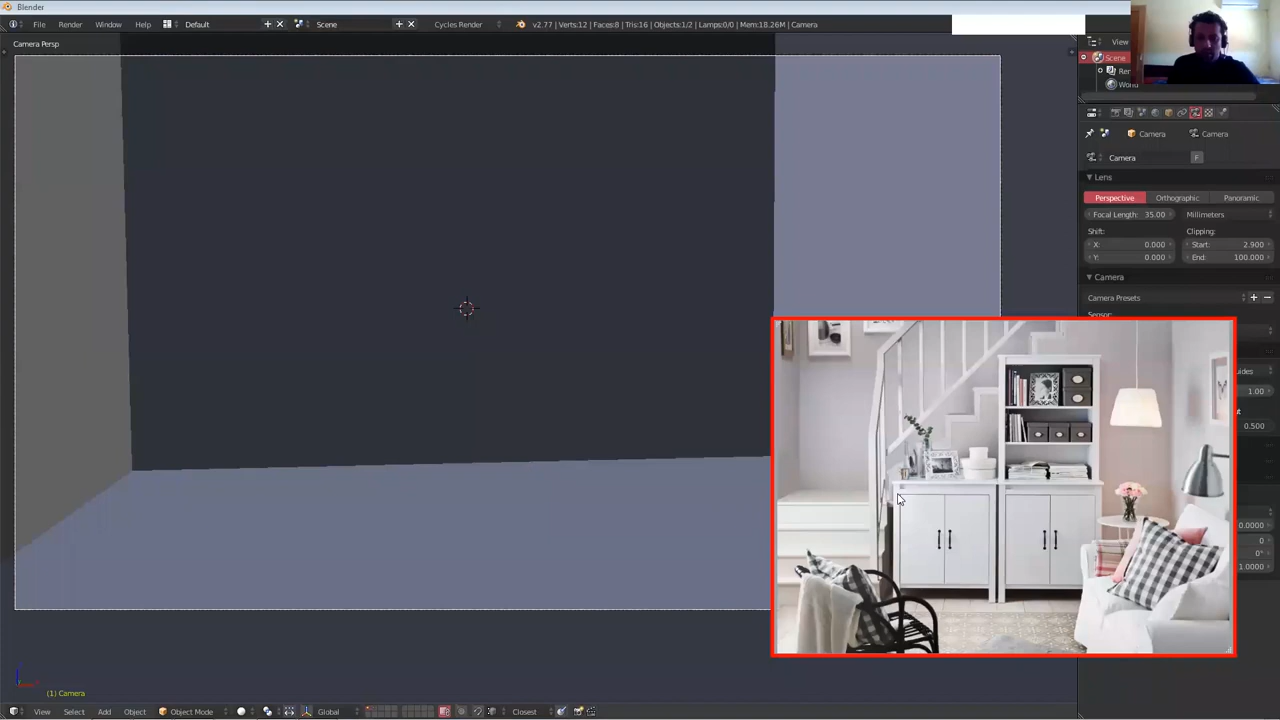 Blender
File Render Window Help Default Scene Cycles Render v2.77 | Verts:12 | Faces:8 | Tris:16 | Objects:1/2 | Lamps:0/0 | Mem:18.26M | Camera
Camera Persp
View
Scene
Camera Camera
Camera F
Lens
Perspective Orthographic Panoramic
Focal Length: 35.00 Millimeters
Shift: Clipping:
X: 0.000 Start: 2.900
Y: 0.000 End: 100.000
Camera
Camera Presets
Sensor:
1.00
0.500
0.0000
0
0°
1.0000
(1) Camera
View Select Add Object Object Mode Global Closest